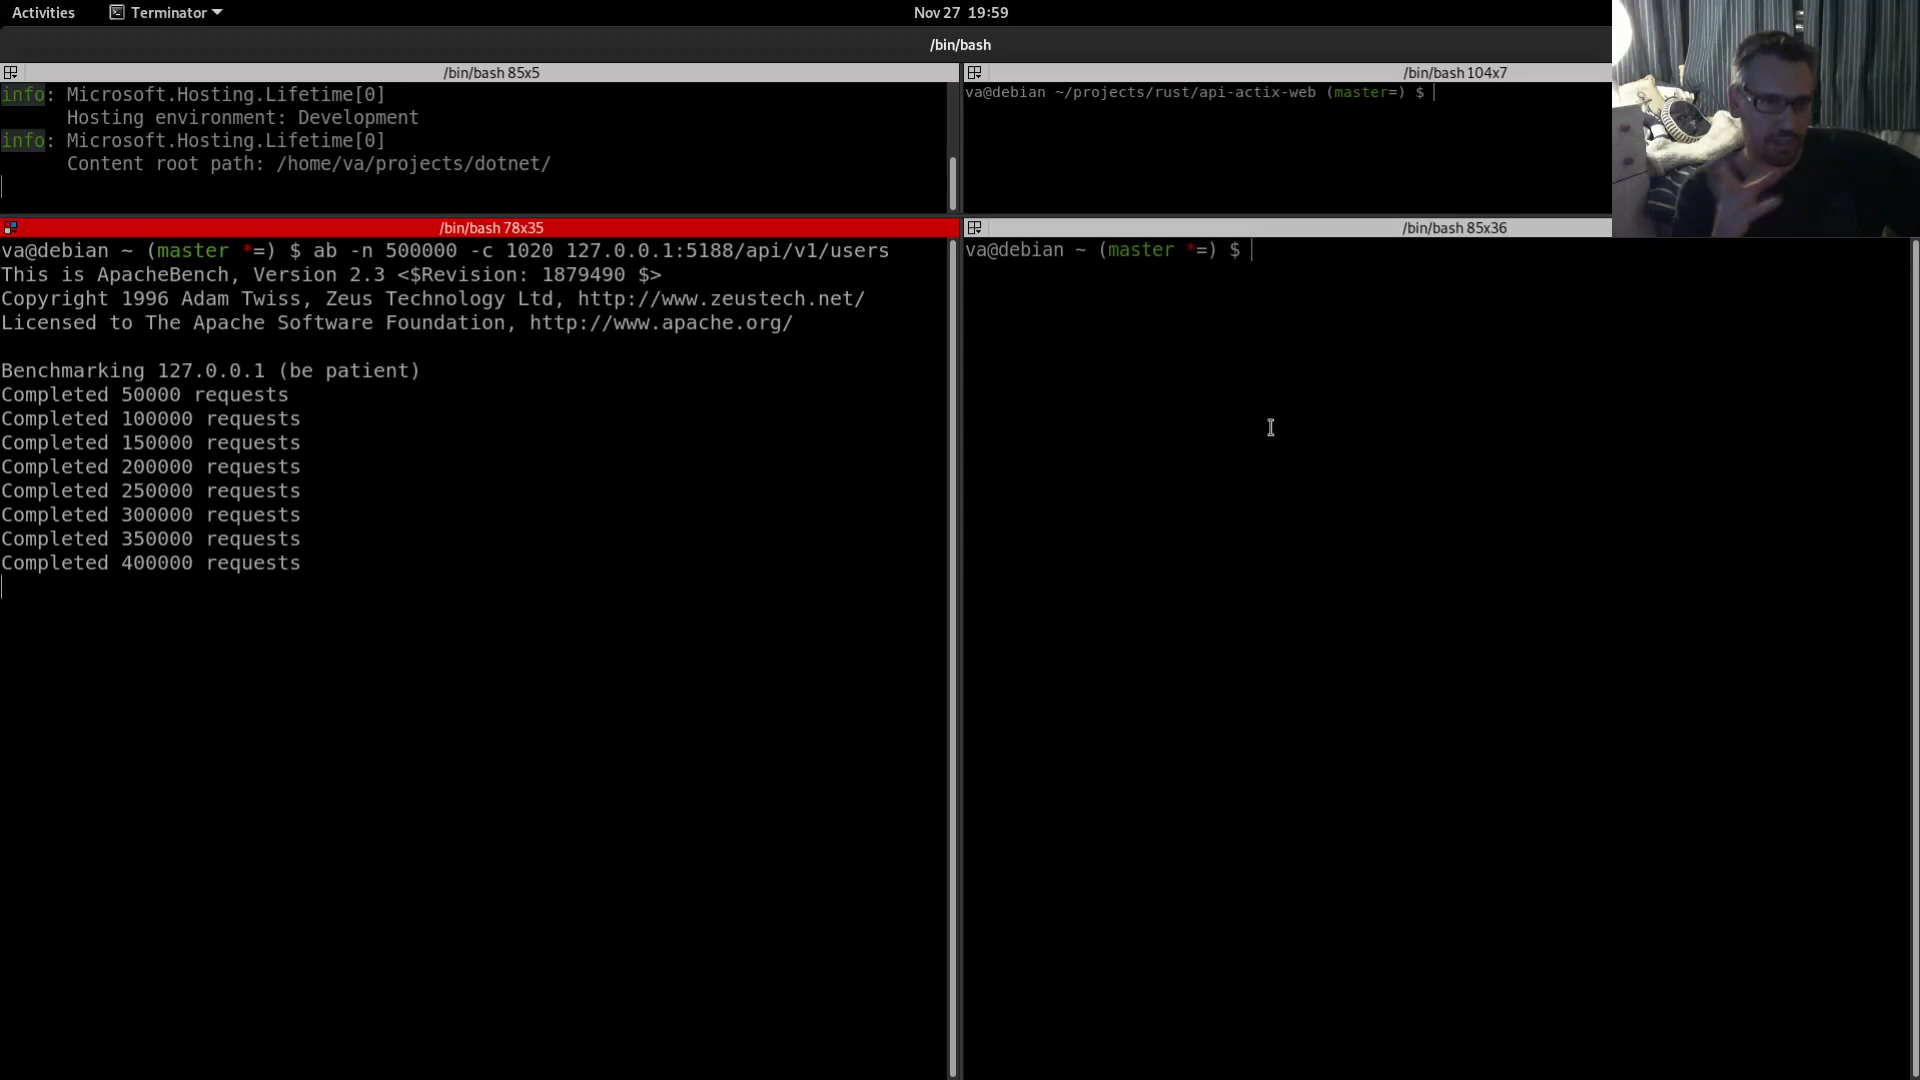 Activities
Terminator
Nov 27 19:59
/bin/bash
/bin/bash 85x5
info: Microsoft.Hosting.Lifetime[0]
Hosting environment: Development
info: Microsoft.Hosting.Lifetime[0]
Content root path: /home/va/projects/dotnet/
/bin/bash 104x7
va@debian ~/projects/rust/api-actix-web (master=) $
/bin/bash 78x35
va@debian ~ (master *=) $ ab -n 500000 -c 1020 127.0.0.1:5188/api/v1/users
This is ApacheBench, Version 2.3 <$Revision: 1879490 $>
Copyright 1996 Adam Twiss, Zeus Technology Ltd, http://www.zeustech.net/
Licensed to The Apache Software Foundation, http://www.apache.org/
Benchmarking 127.0.0.1 (be patient)
Completed 50000 requests
Completed 100000 requests
Completed 150000 requests
Completed 200000 requests
Completed 250000 requests
Completed 300000 requests
Completed 350000 requests
Completed 400000 requests
/bin/bash 85x36
va@debian ~ (master *=) $